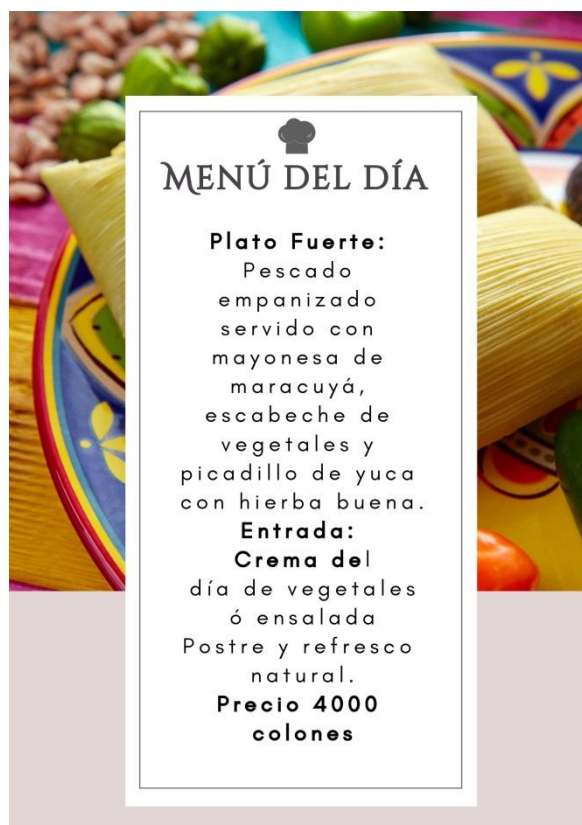 MENÚ DEL DÍA
Plato Fuerte:
Pescado
empanizado
servido con
mayonesa de
maracuyá,
escabeche de
vegetales y
picadillo de yuca
con hierba buena.
Entrada:
Crema del
día de vegetales
ó ensalada
Postre y refresco
natural.
Precio 4000
colones